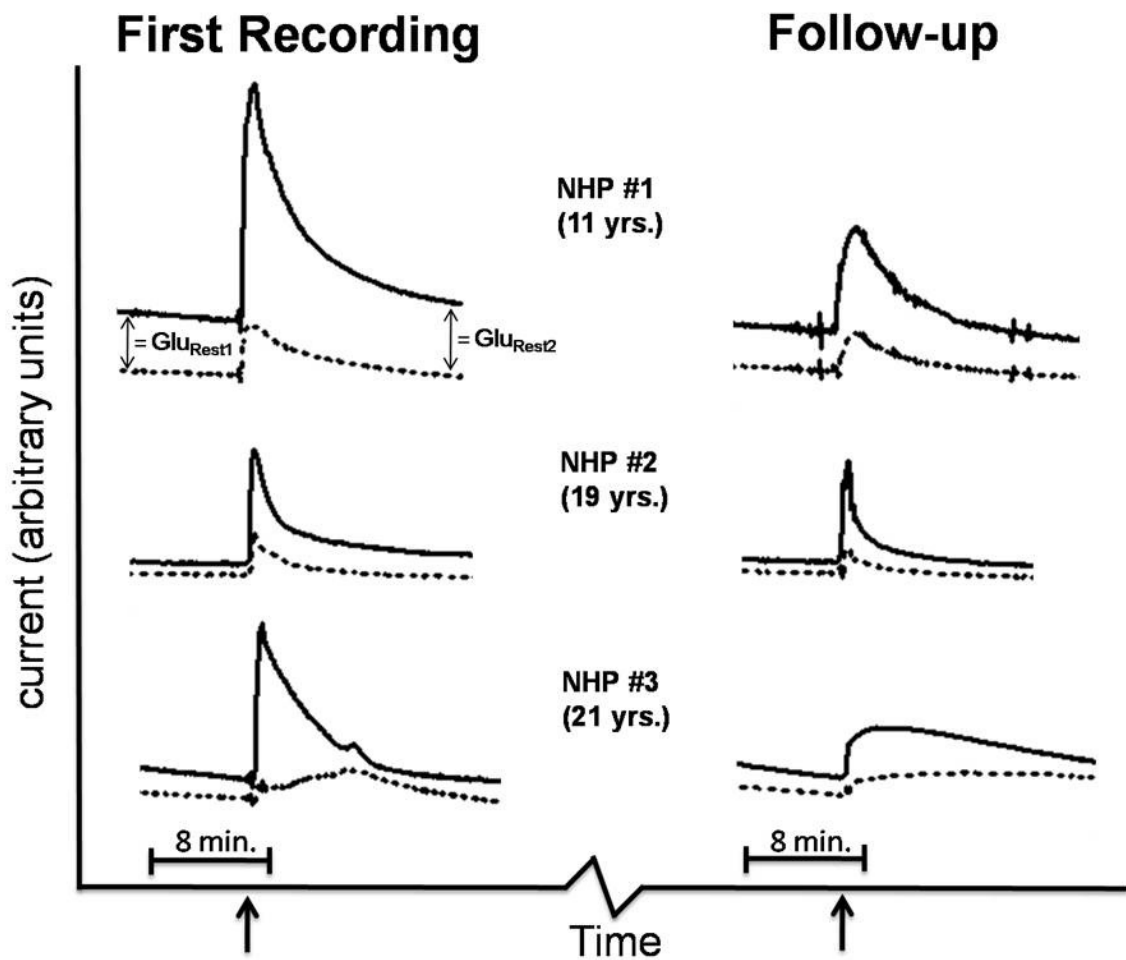 First Recording
Follow-up
NHP #1
(11 yrs.)
= GluRest1
= GluRest2
NHP #2
(19 yrs.)
NHP #3
(21 yrs.)
8 min.
8 min.
Time
current (arbitrary units)